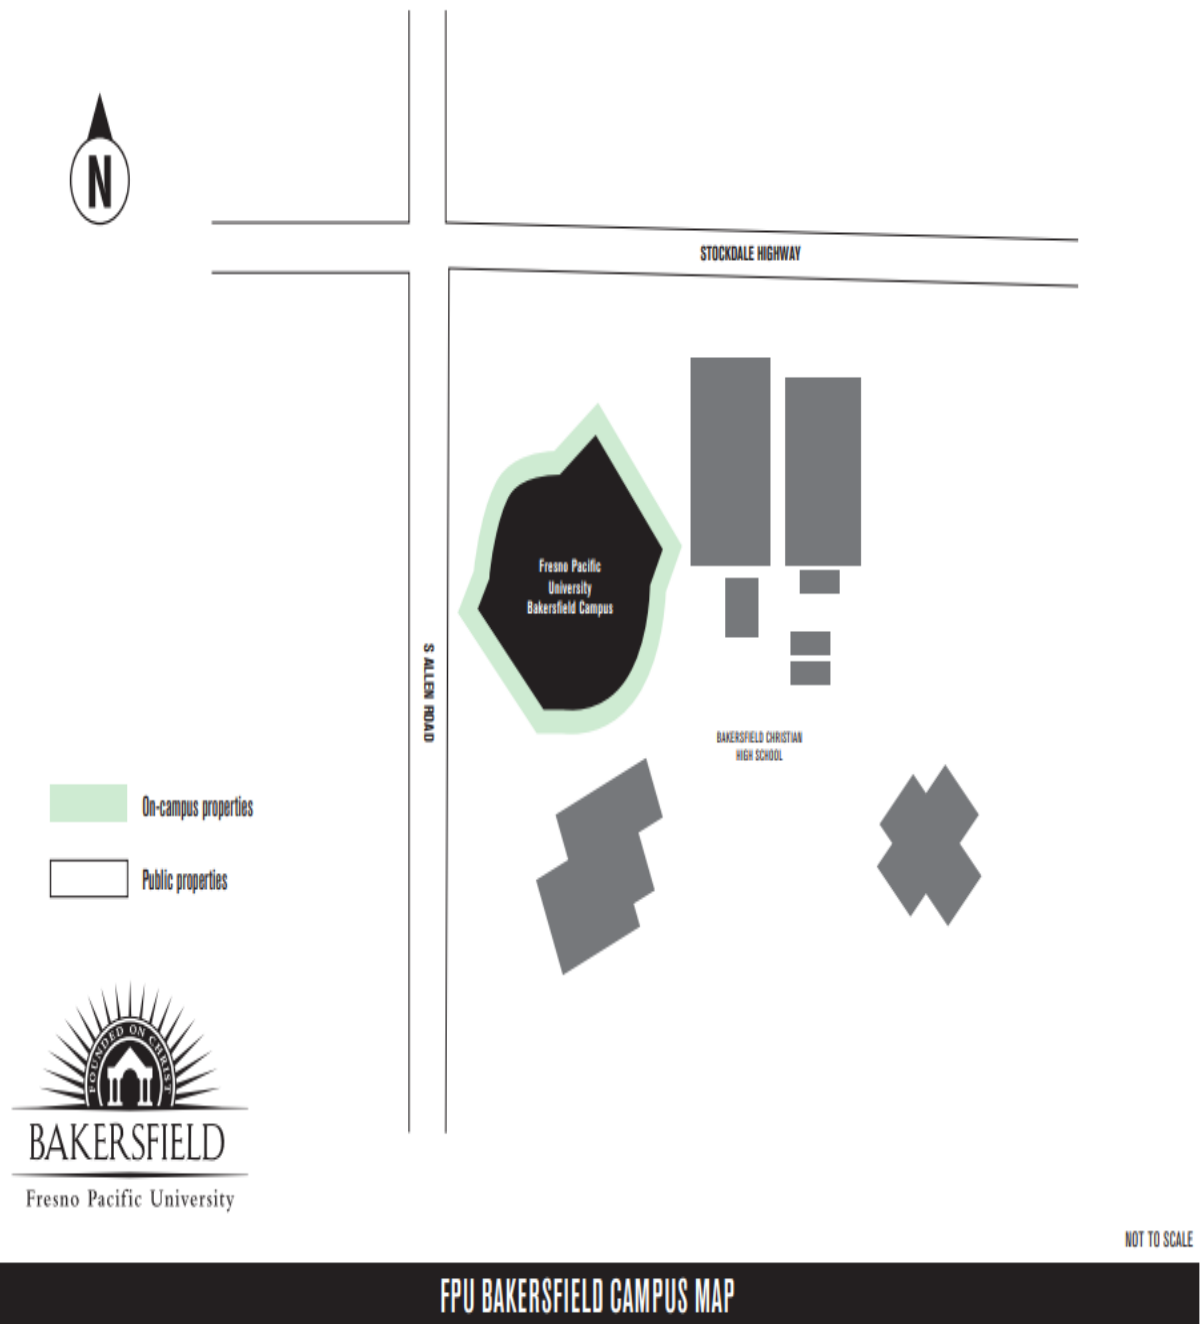 N
STOCKDALE HIGHWAY
Fresno Pacific
University
Bakersfield Campus
S ALLEN ROAD
BAKERSFIELD CHRISTIAN
HIGH SCHOOL
On-campus properties
Public properties
FOUNDED ON CHRIST
BAKERSFIELD
Fresno Pacific University
NOT TO SCALE
FPU BAKERSFIELD CAMPUS MAP